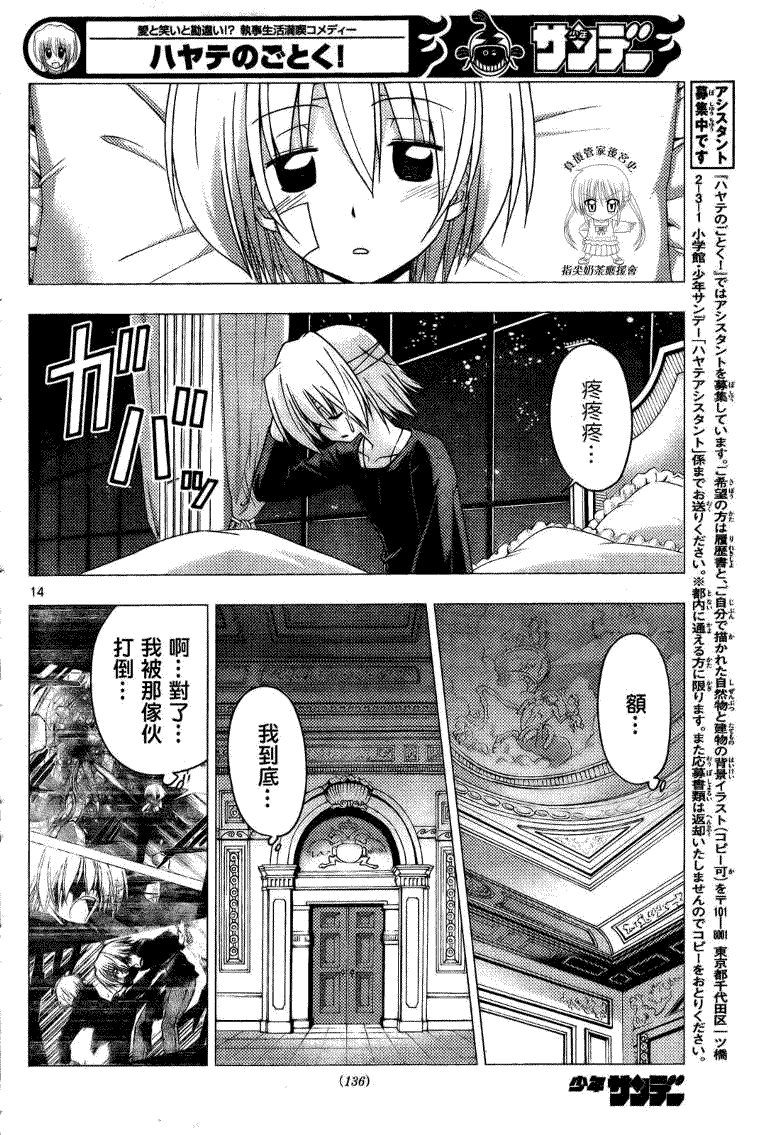 愛と笑いと勘違い!? 執事生活満喫コメディー
ハヤテのごとく!
少年サンデー
アシスタント
募集中です
『ハヤテのごとく!』ではアシスタントを募集しています。ご希望の方は履歴書と、ご自分で描かれた自然物と建物の背景イラスト(コピー可)を〒101-8001 東京都千代田区一ツ橋
2-3-1 小学館・少年サンデー「ハヤテアシスタント」係までお送りください。※都内に通える方に限ります。また応募書類は返却いたしませんのでコピーをおとりください。
負債管家後宮史
指尖奶茶應援會
疼疼疼…
ガバッ
14
額…
我到底…
啊…對了…
我被那傢伙
打倒…
(136)
少年サンデー